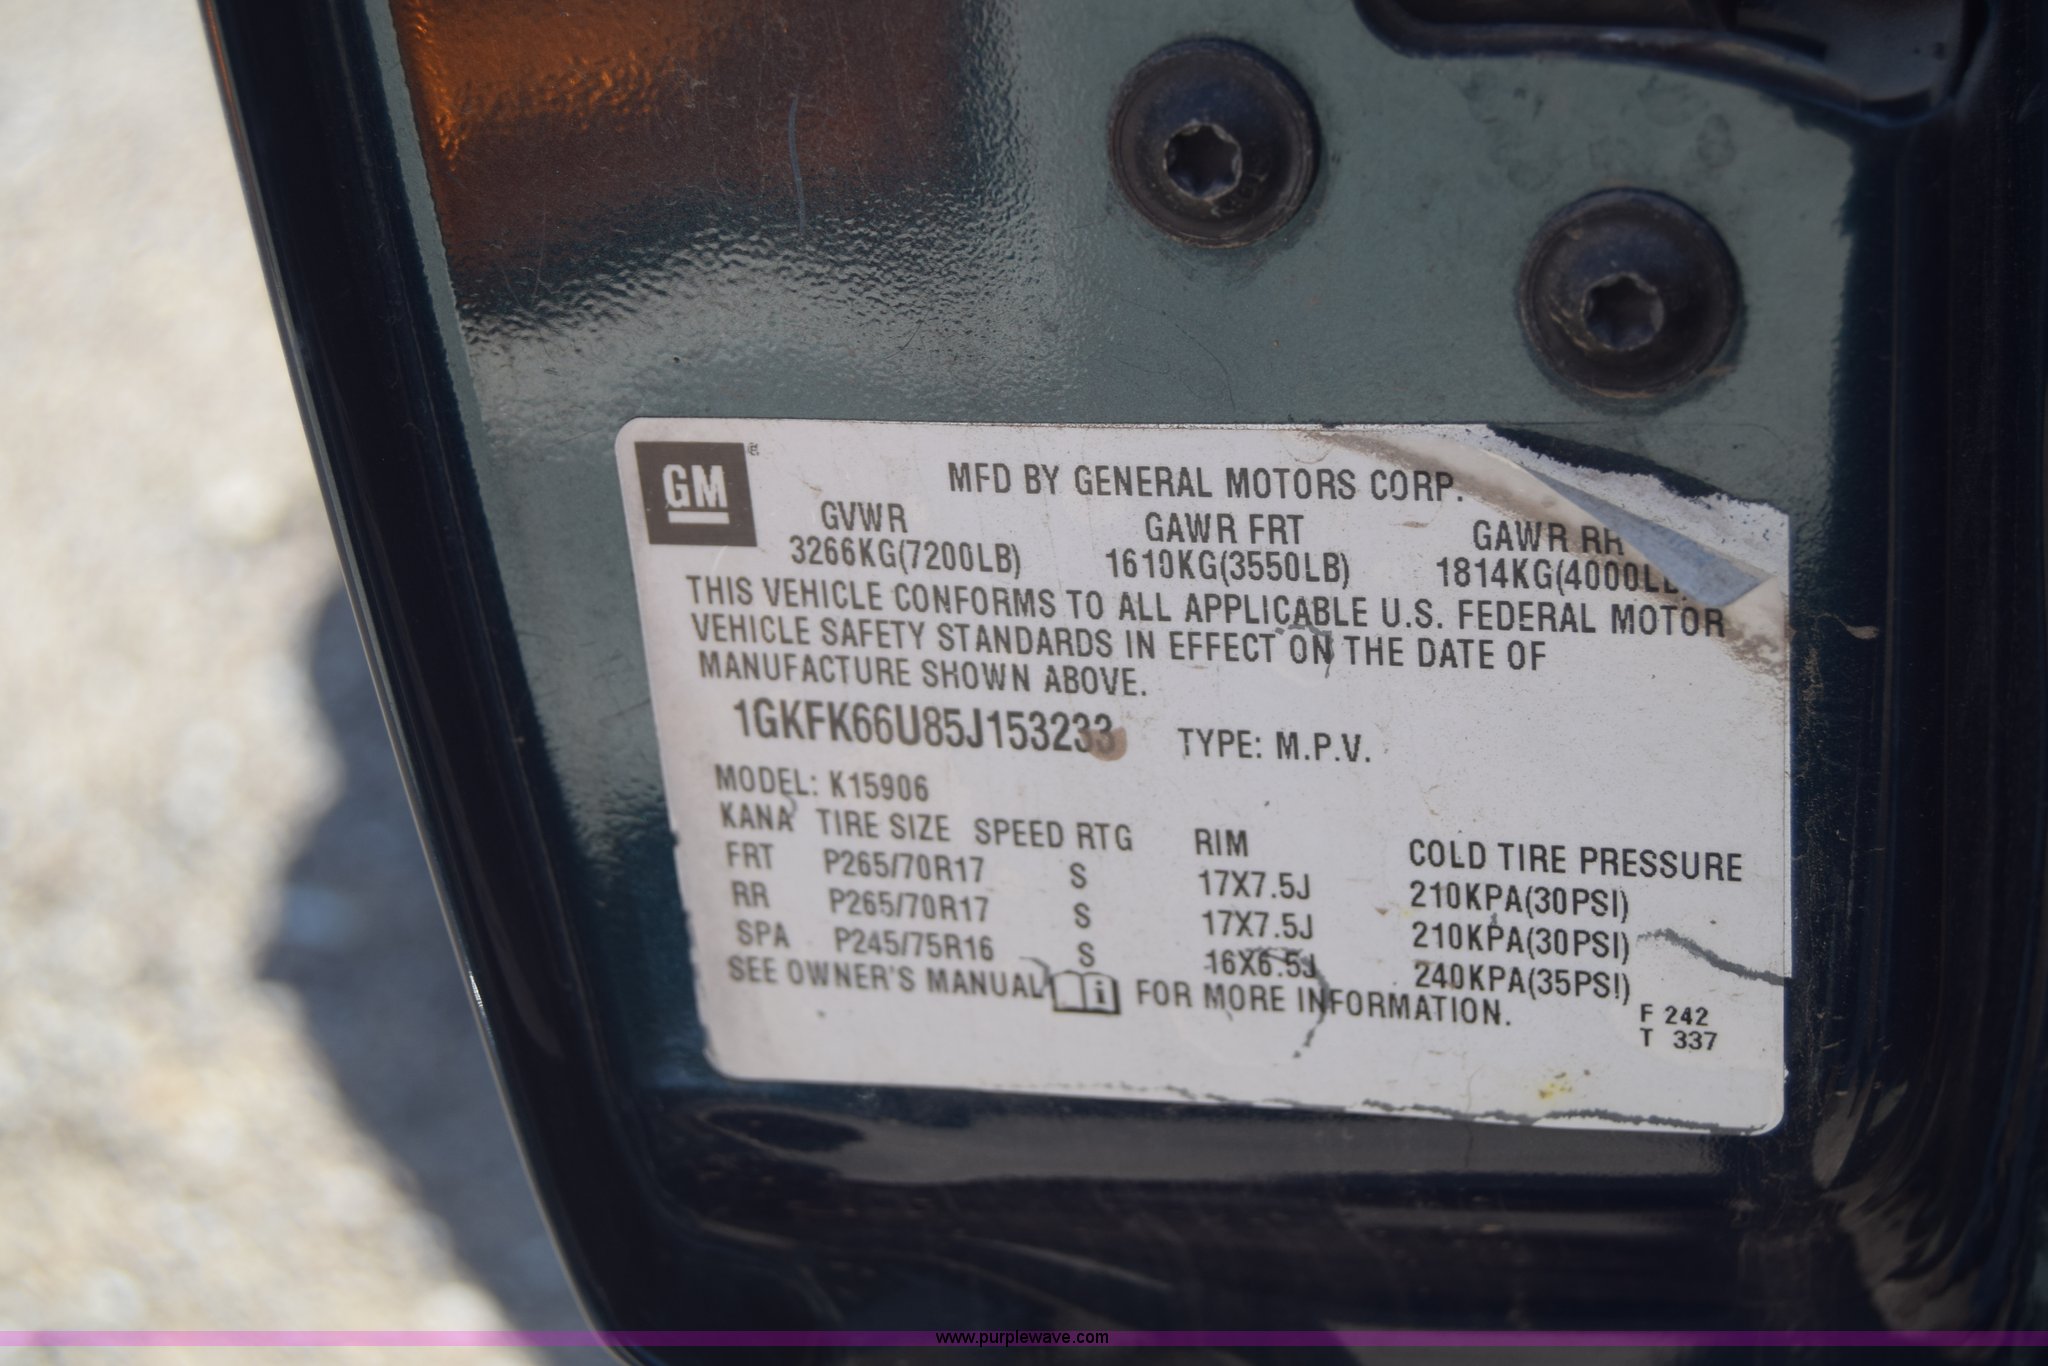 GM
MFD BY GENERAL MOTORS CORP.
GVWR GAWR FRT GAWR RR
3266KG(7200LB) 1610KG(3550LB) 1814KG(4000LB)
THIS VEHICLE CONFORMS TO ALL APPLICABLE U.S. FEDERAL MOTOR
VEHICLE SAFETY STANDARDS IN EFFECT ON THE DATE OF
MANUFACTURE SHOWN ABOVE.
1GKFK66U85J153233 TYPE: M.P.V.
MODEL: K15906
KANA TIRE SIZE SPEED RTG RIM COLD TIRE PRESSURE
FRT P265/70R17 S 17X7.5J 210KPA(30PSI)
RR P265/70R17 S 17X7.5J 210KPA(30PSI)
SPA P245/75R16 S 16X6.5J 240KPA(35PSI)
SEE OWNER'S MANUAL FOR MORE INFORMATION.
F 242
T 337
www.purplewave.com